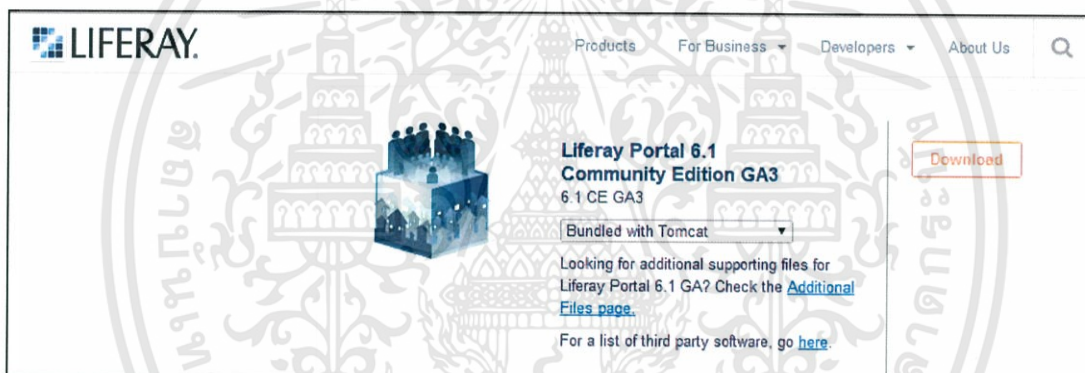 LIFERAY.
Products For Business Developers About Us
Liferay Portal 6.1
Community Edition GA3
6.1 CE GA3
Download
Bundled with Tomcat
Looking for additional supporting files for
Liferay Portal 6.1 GA? Check the Additional
Files page.
For a list of third party software, go here.